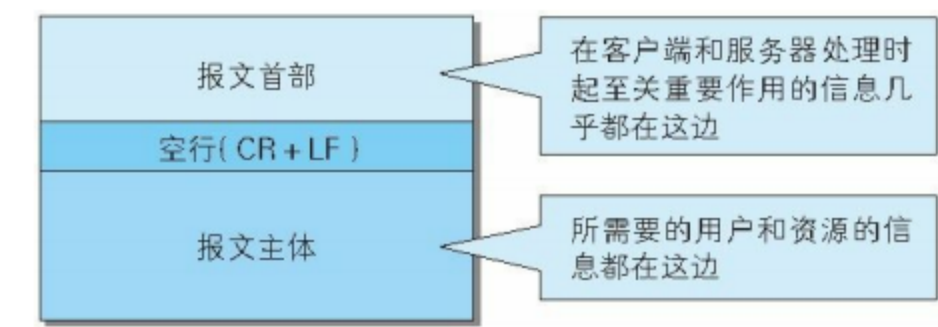 报文首部
在客户端和服务器处理时
起至关重要作用的信息几
乎都在这边
空行( CR + LF )
报文主体
所需要的用户和资源的信
息都在这边